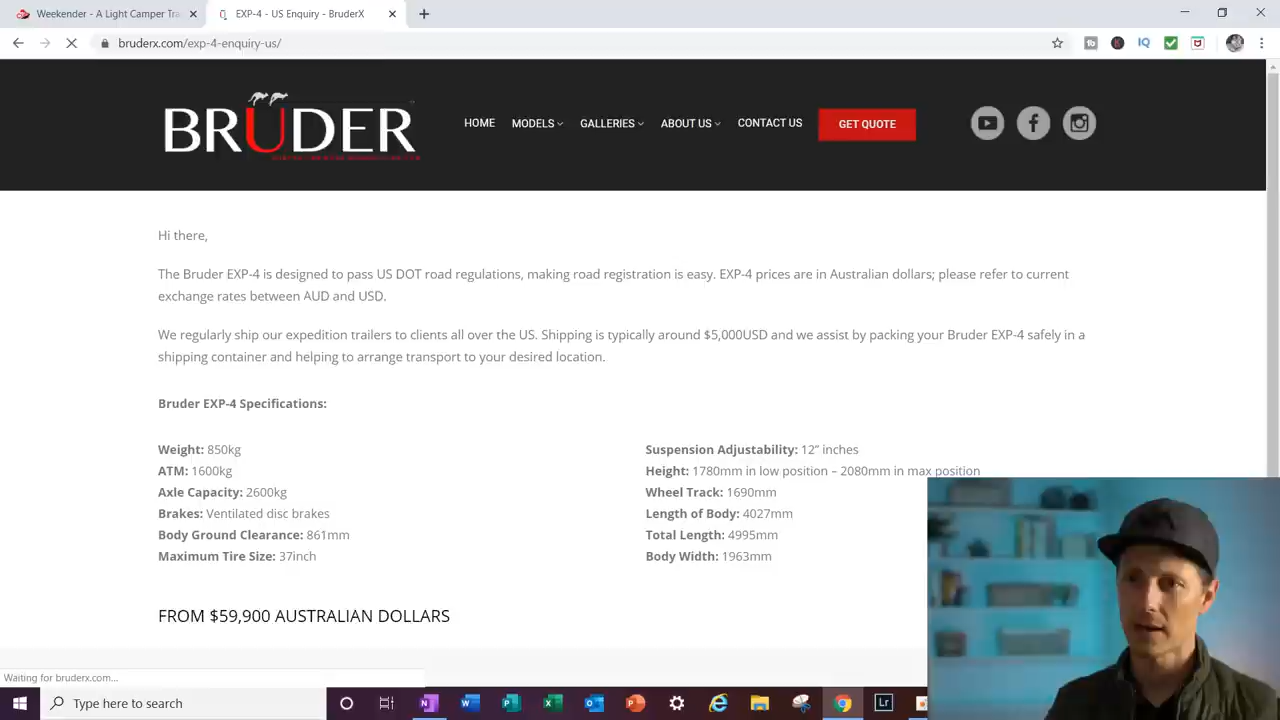 Weekender - A Light Camper Tra
EXP-4 - US Enquiry - BruderX
bruderx.com/exp-4-enquiry-us/
BRUDER
HOME
MODELS
GALLERIES
ABOUT US
CONTACT US
GET QUOTE
Hi there,
The Bruder EXP-4 is designed to pass US DOT road regulations, making road registration is easy. EXP-4 prices are in Australian dollars; please refer to current
exchange rates between AUD and USD.
We regularly ship our expedition trailers to clients all over the US. Shipping is typically around $5,000USD and we assist by packing your Bruder EXP-4 safely in a
shipping container and helping to arrange transport to your desired location.
Bruder EXP-4 Specifications:
Weight: 850kg
ATM: 1600kg
Axle Capacity: 2600kg
Brakes: Ventilated disc brakes
Body Ground Clearance: 861mm
Maximum Tire Size: 37inch
Suspension Adjustability: 12” inches
Height: 1780mm in low position – 2080mm in max position
Wheel Track: 1690mm
Length of Body: 4027mm
Total Length: 4995mm
Body Width: 1963mm
FROM $59,900 AUSTRALIAN DOLLARS
Waiting for bruderx.com...
Type here to search